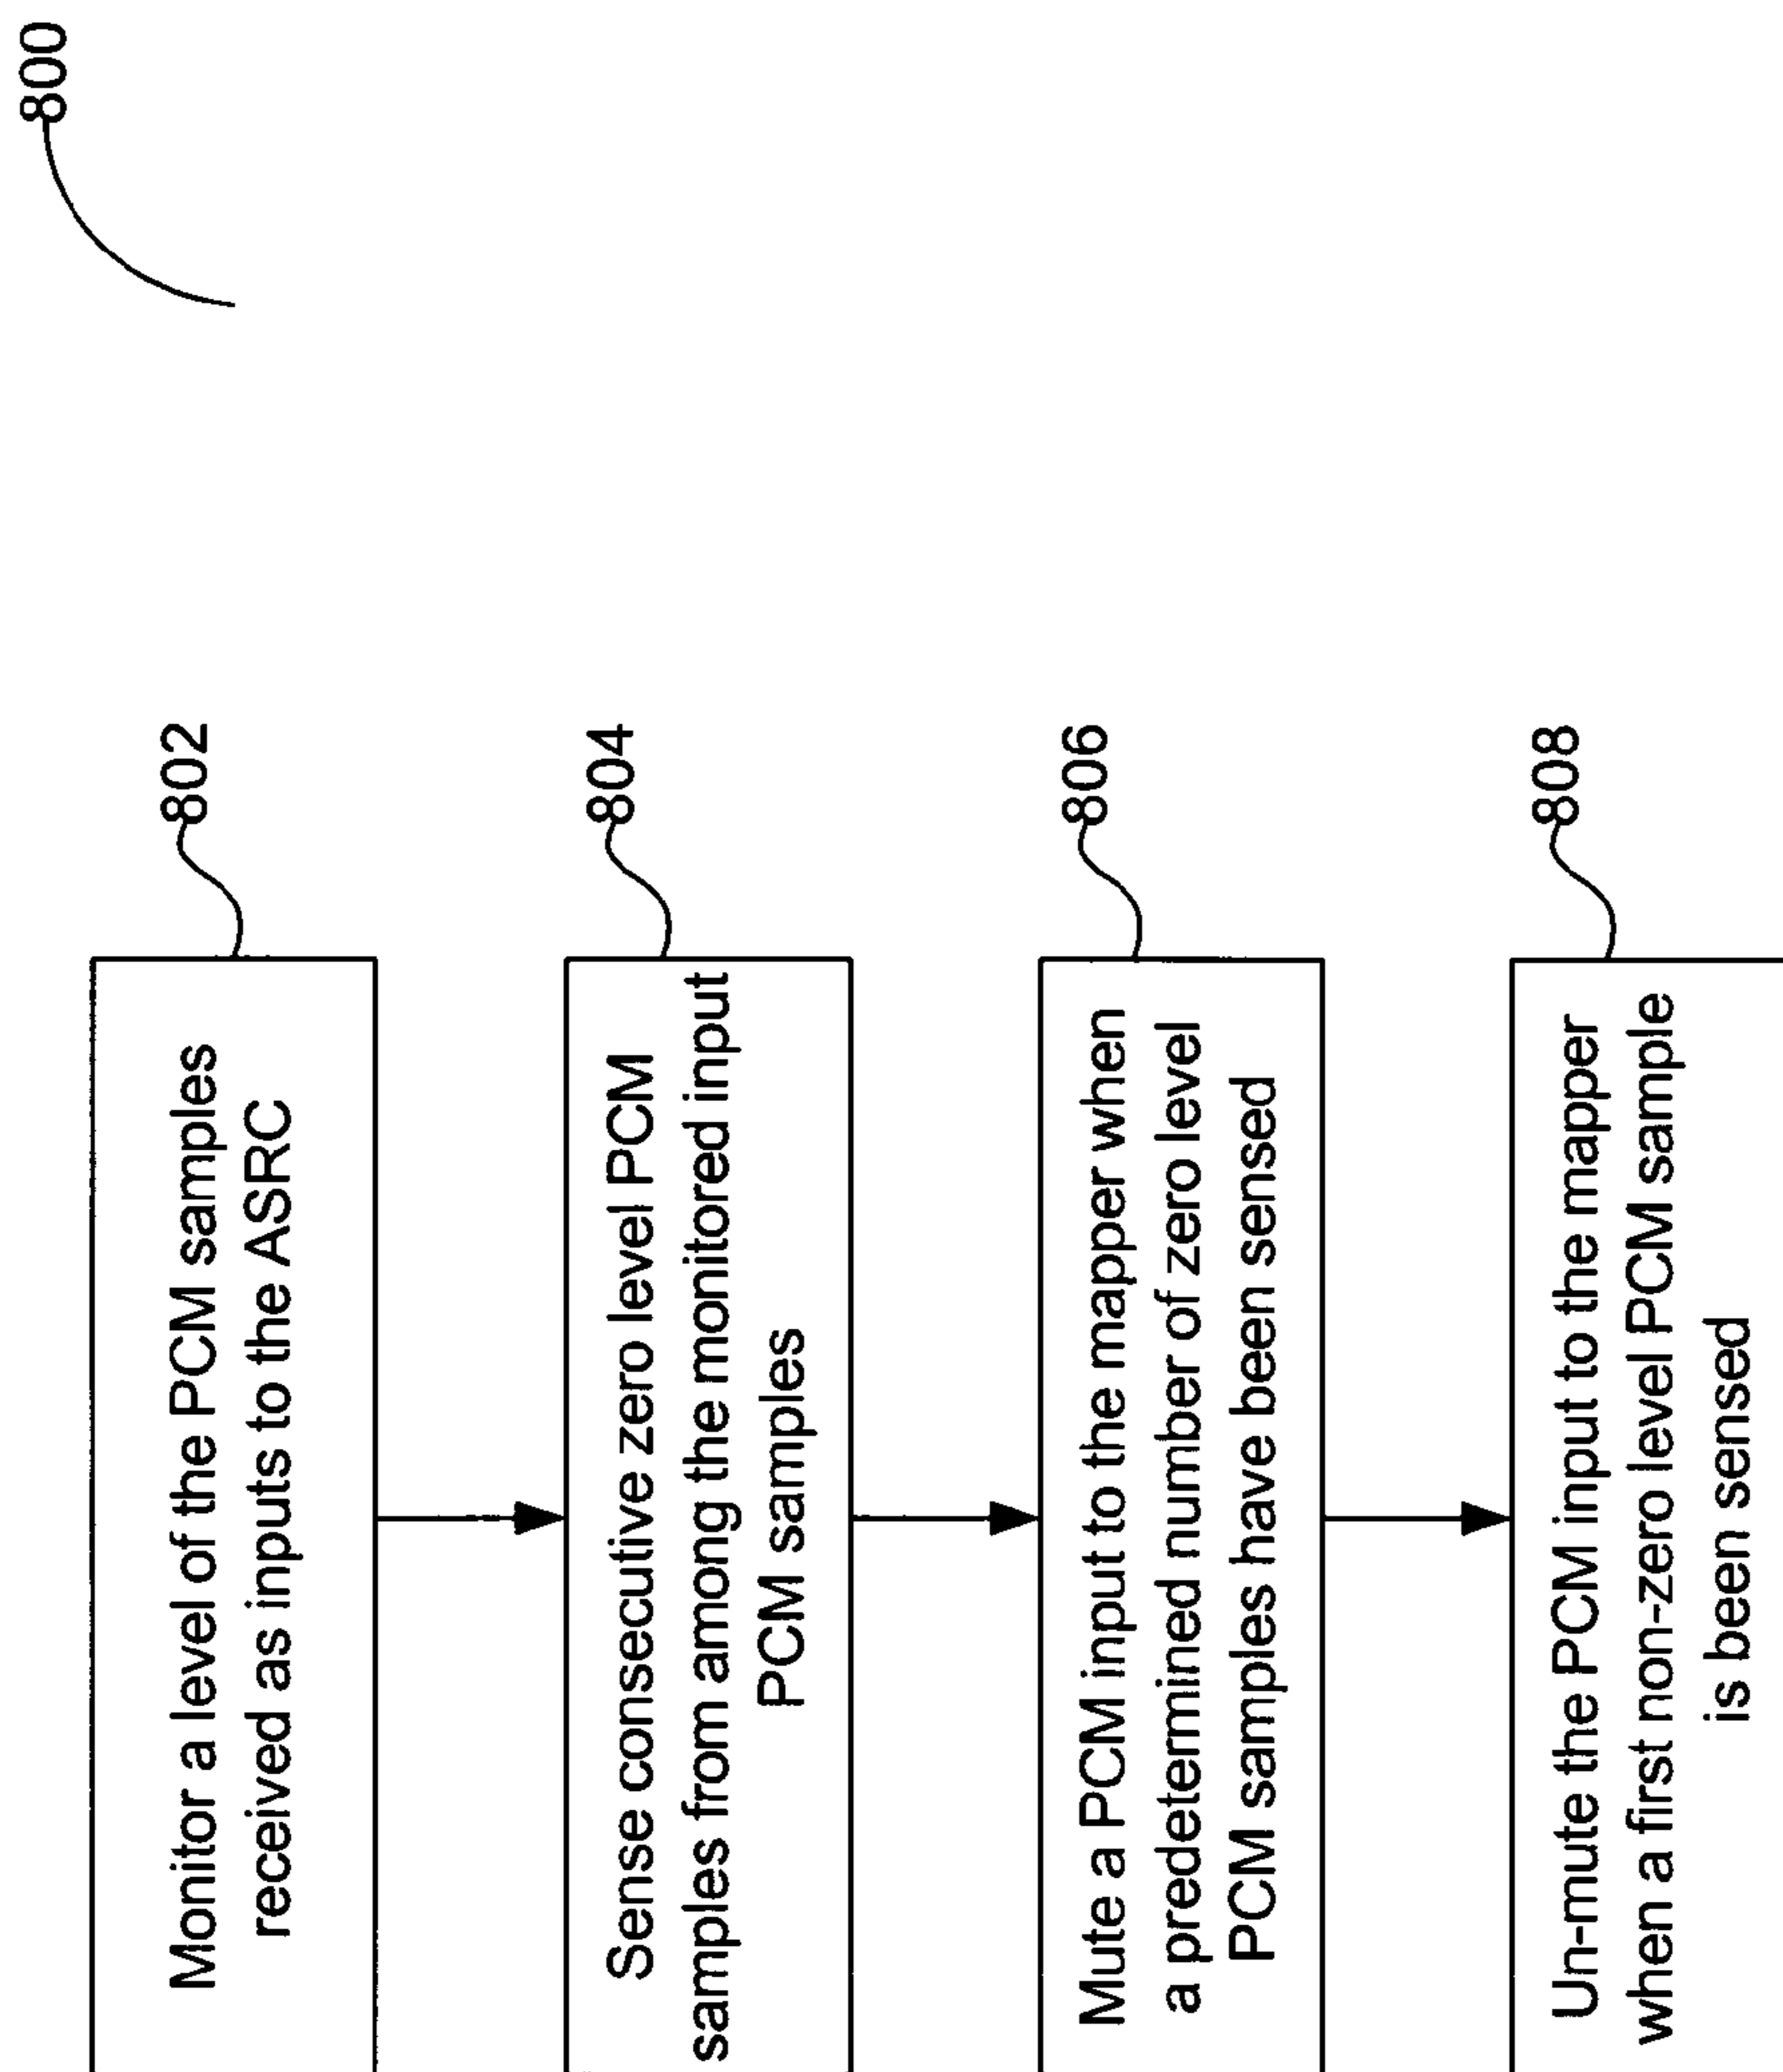 800
802
Monitor a level of the PCM samples
received as inputs to the ASRC
804
Sense consecutive zero level PCM
samples from among the monitored input
PCM samples
806
Mute a PCM input to the mapper when
a predetermined number of zero level
PCM samples have been sensed
808
Un-mute the PCM input to the mapper
when a first non-zero level PCM sample
is been sensed